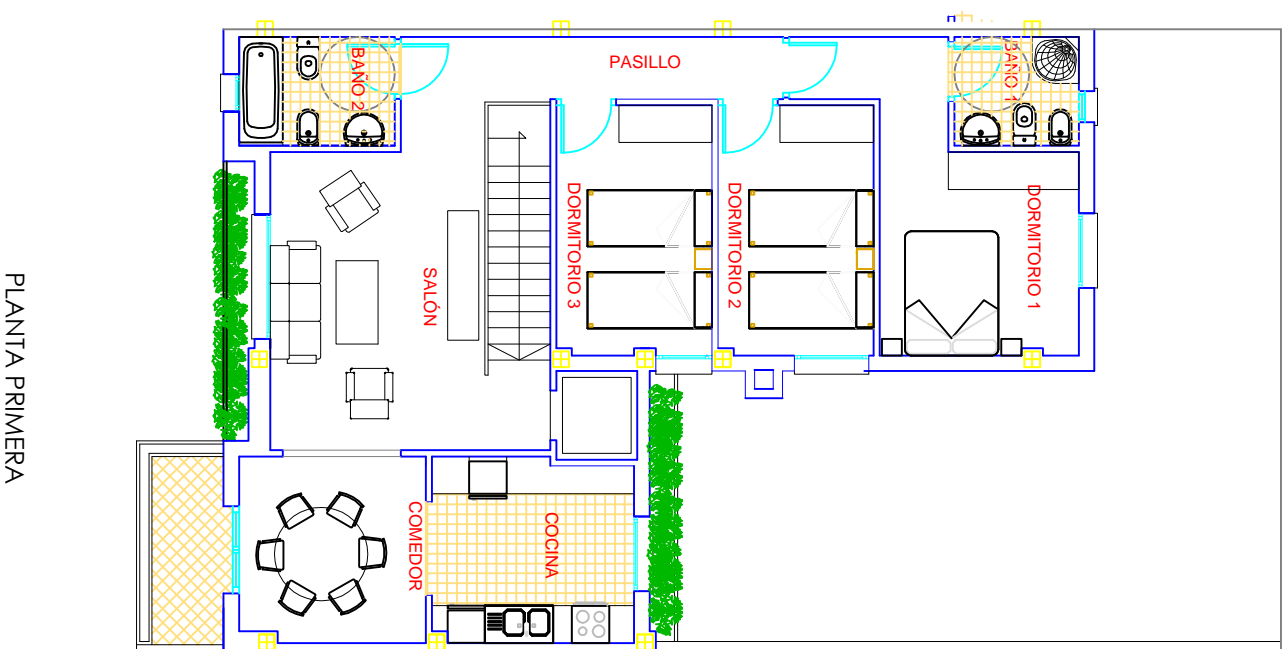 PASILLO
BAÑO 2
BAÑO 1
DORMITORIO 3
DORMITORIO 2
DORMITORIO 1
SALÓN
COMEDOR
COCINA
PLANTA PRIMERA